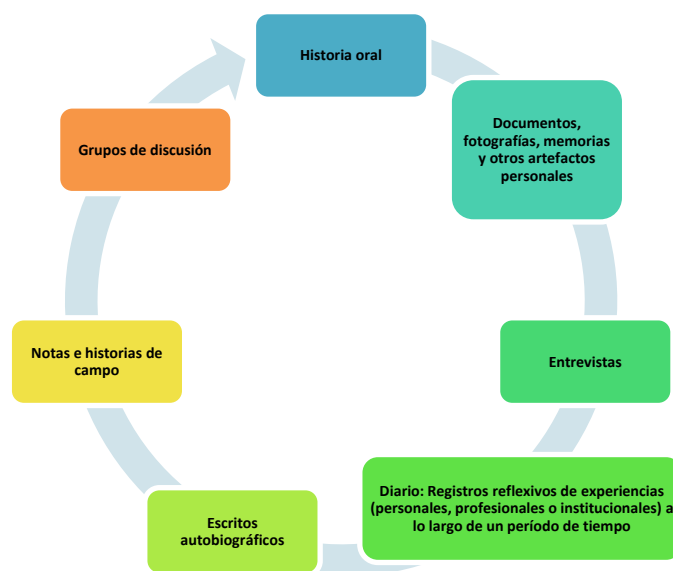 Historia oral
Documentos,
fotografías, memorias
y otros artefactos
personales
Entrevistas
Diario: Registros reflexivos de experiencias
(personales, profesionales o institucionales) a
lo largo de un período de tiempo
Escritos
autobiográficos
Notas e historias de
campo
Grupos de discusión